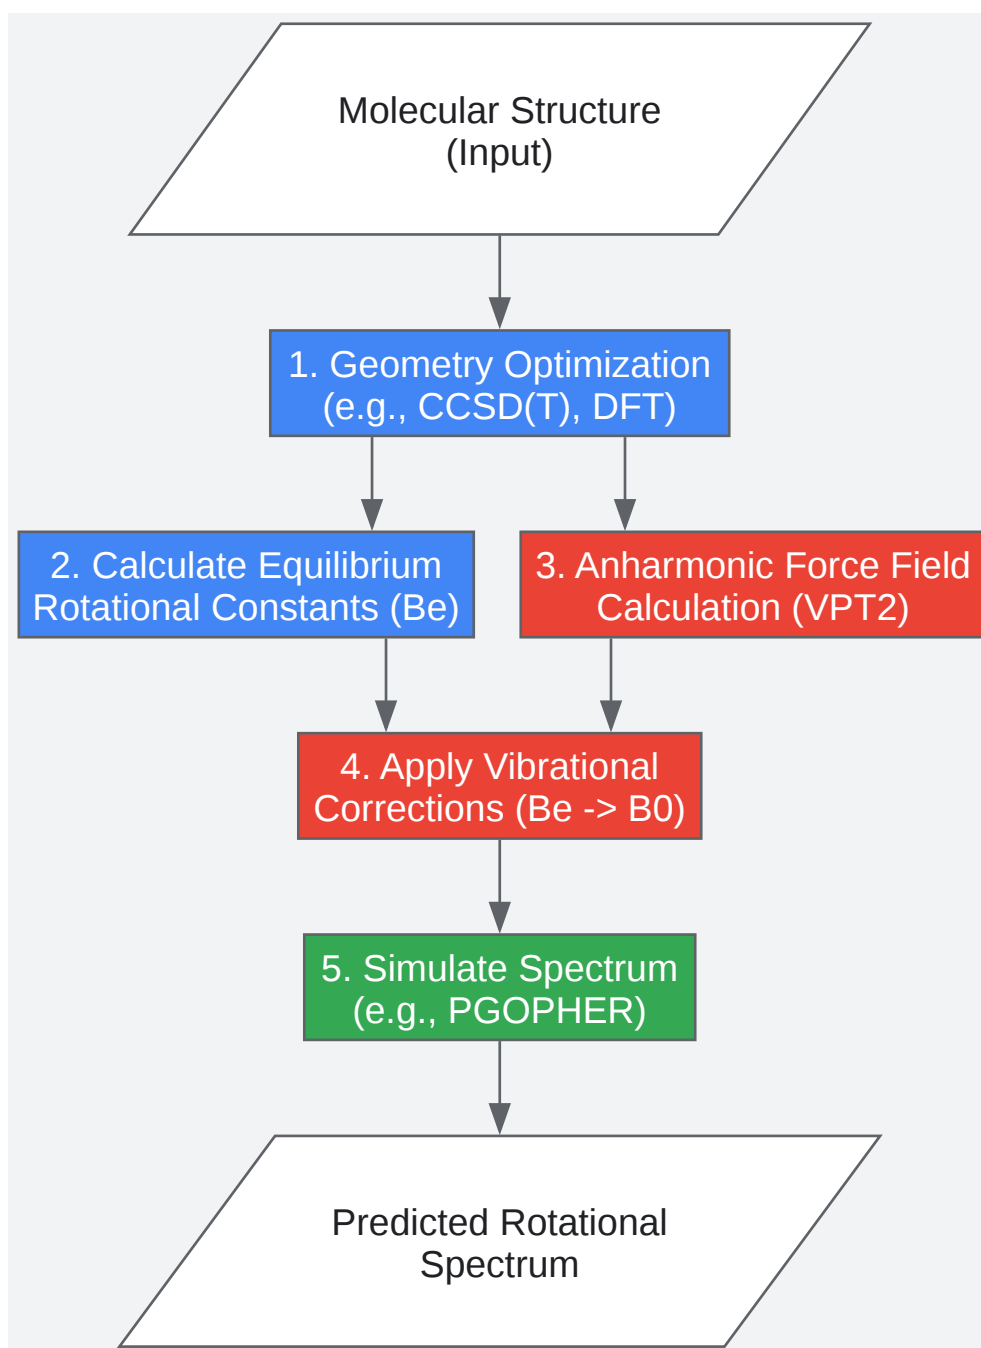 Molecular Structure
(Input)
1. Geometry Optimization
(e.g., CCSD(T), DFT)
2. Calculate Equilibrium
Rotational Constants (Be)
3. Anharmonic Force Field
Calculation (VPT2)
4. Apply Vibrational
Corrections (Be -> B0)
5. Simulate Spectrum
(e.g., PGOPHER)
Predicted Rotational
Spectrum